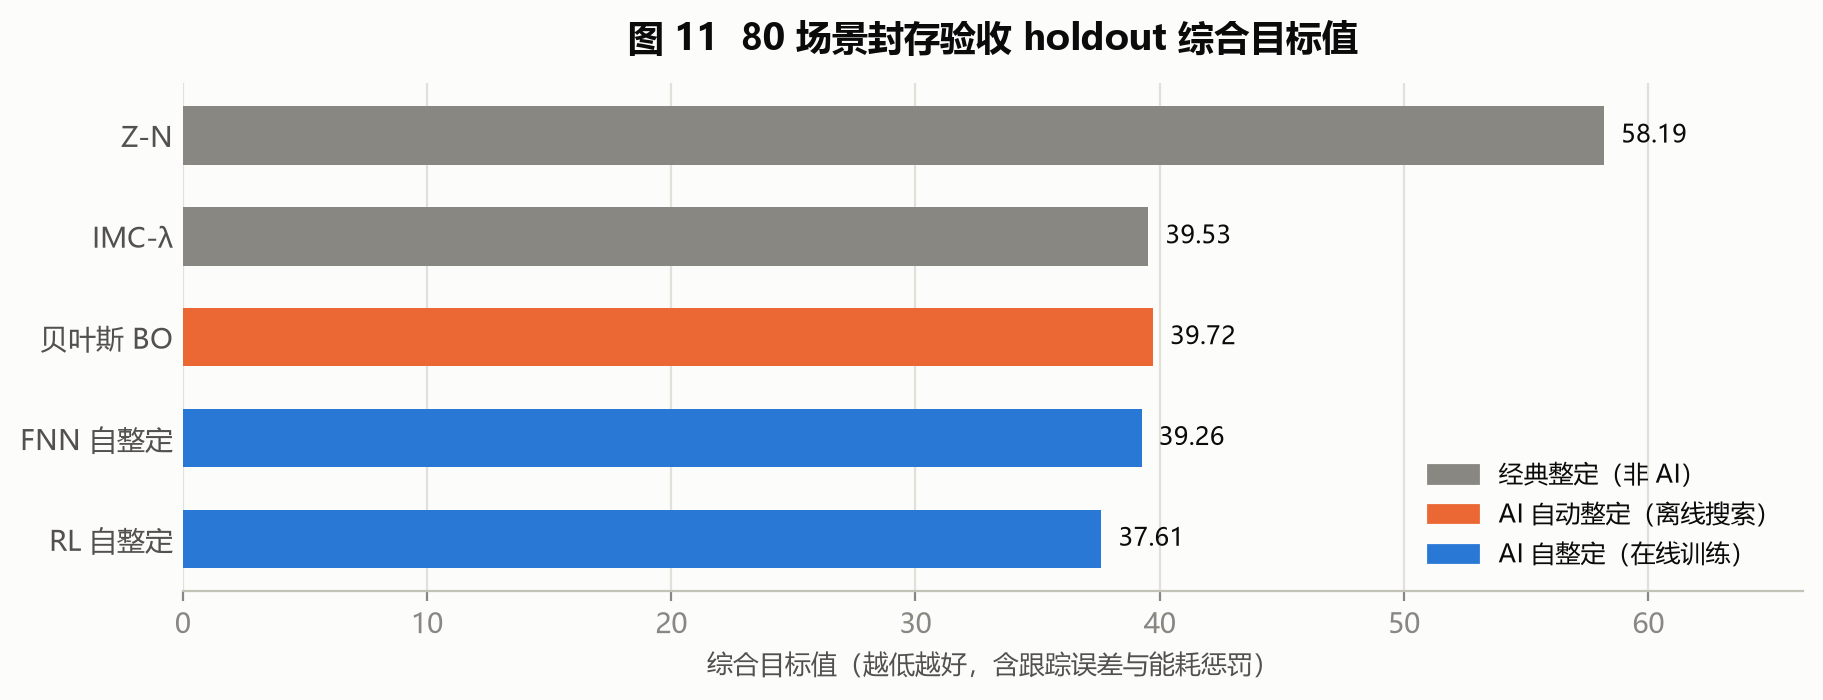 图 11  80 场景封存验收 holdout 综合目标值
Z-N
58.19
IMC-λ
39.53
贝叶斯 BO
39.72
FNN 自整定
39.26
RL 自整定
37.61
经典整定（非 AI）
AI 自动整定（离线搜索）
AI 自整定（在线训练）
0 10 20 30 40 50 60
综合目标值（越低越好，含跟踪误差与能耗惩罚）